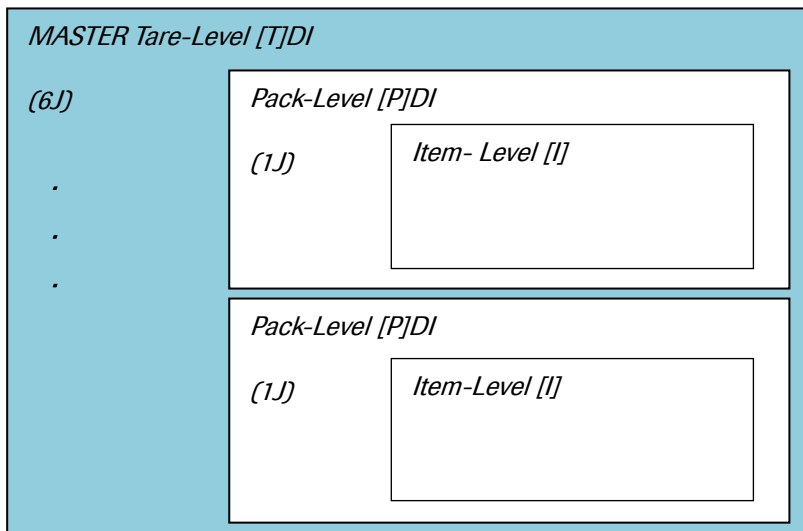 MASTER Tare-Level [T]DI
(6J)
Pack-Level [P]DI
(1J)
Item- Level [I]
.
.
.
Pack-Level [P]DI
(1J)
Item-Level [I]